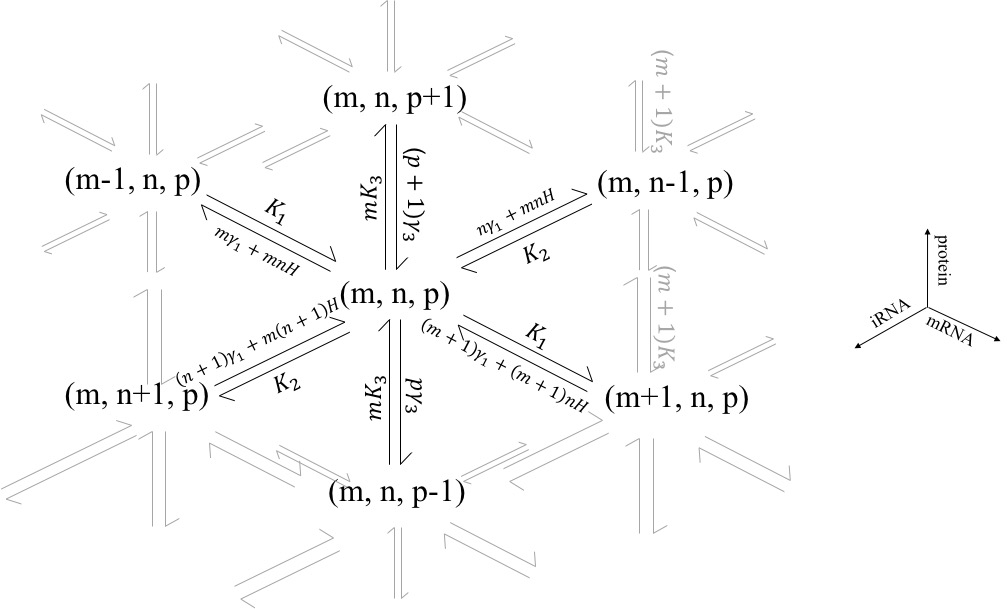 (m + 1)K₃
(m, n, p+1)
(m-1, n, p)
(m, n-1, p)
K₁
mγ₁ + mnH
mK₃
(p + 1)γ₃
nγ₁ + mnH
K₂
protein
iRNA
mRNA
(m, n, p)
(m + 1)K₃
(n + 1)γ₁ + m(n + 1)H
K₂
K₁
(m + 1)γ₁ + (m + 1)nH
mK₃
pγ₃
(m, n+1, p)
(m+1, n, p)
(m, n, p-1)